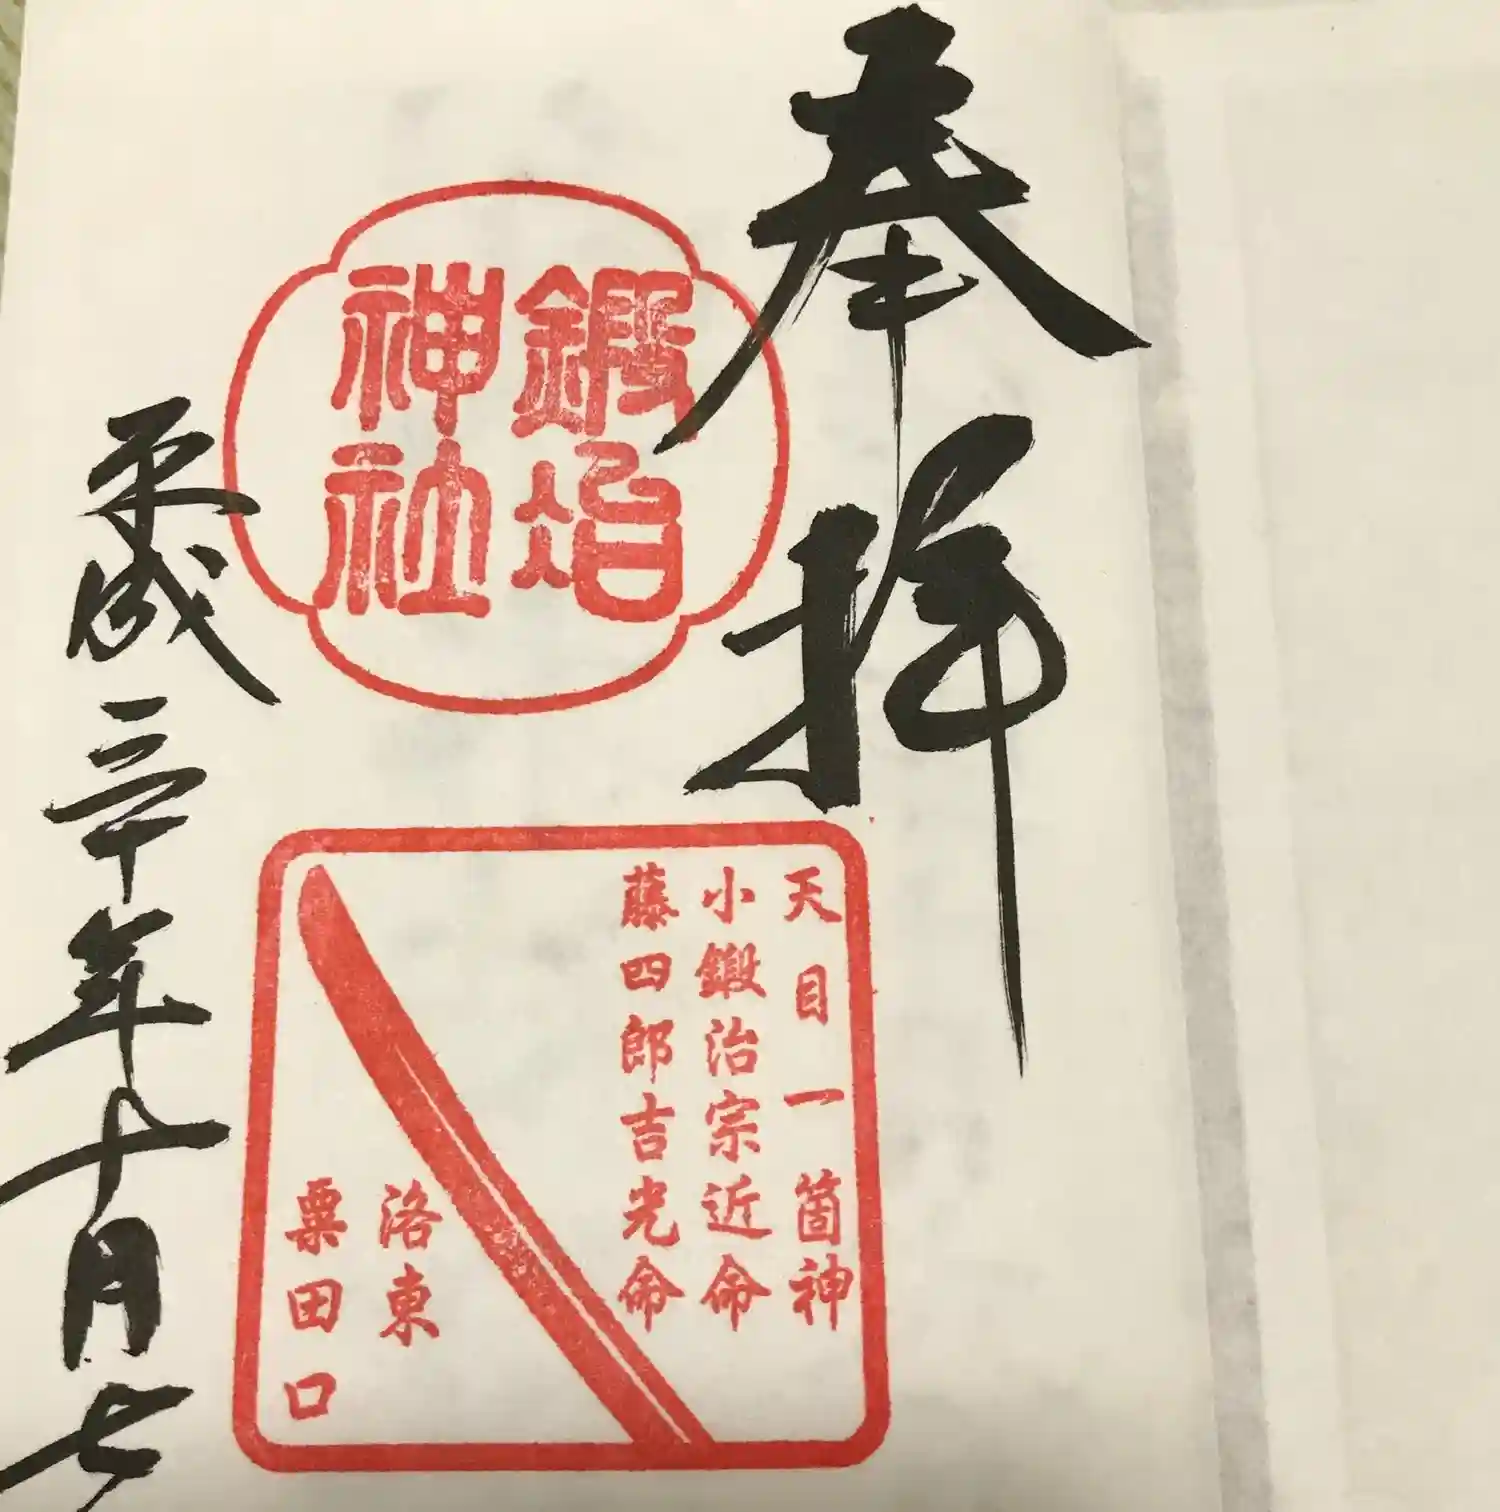 奉拝
鍛冶
神社
天目一箇神
小鍛治宗近命
藤四郎吉光命
洛東
粟田口
平成三十年十月七